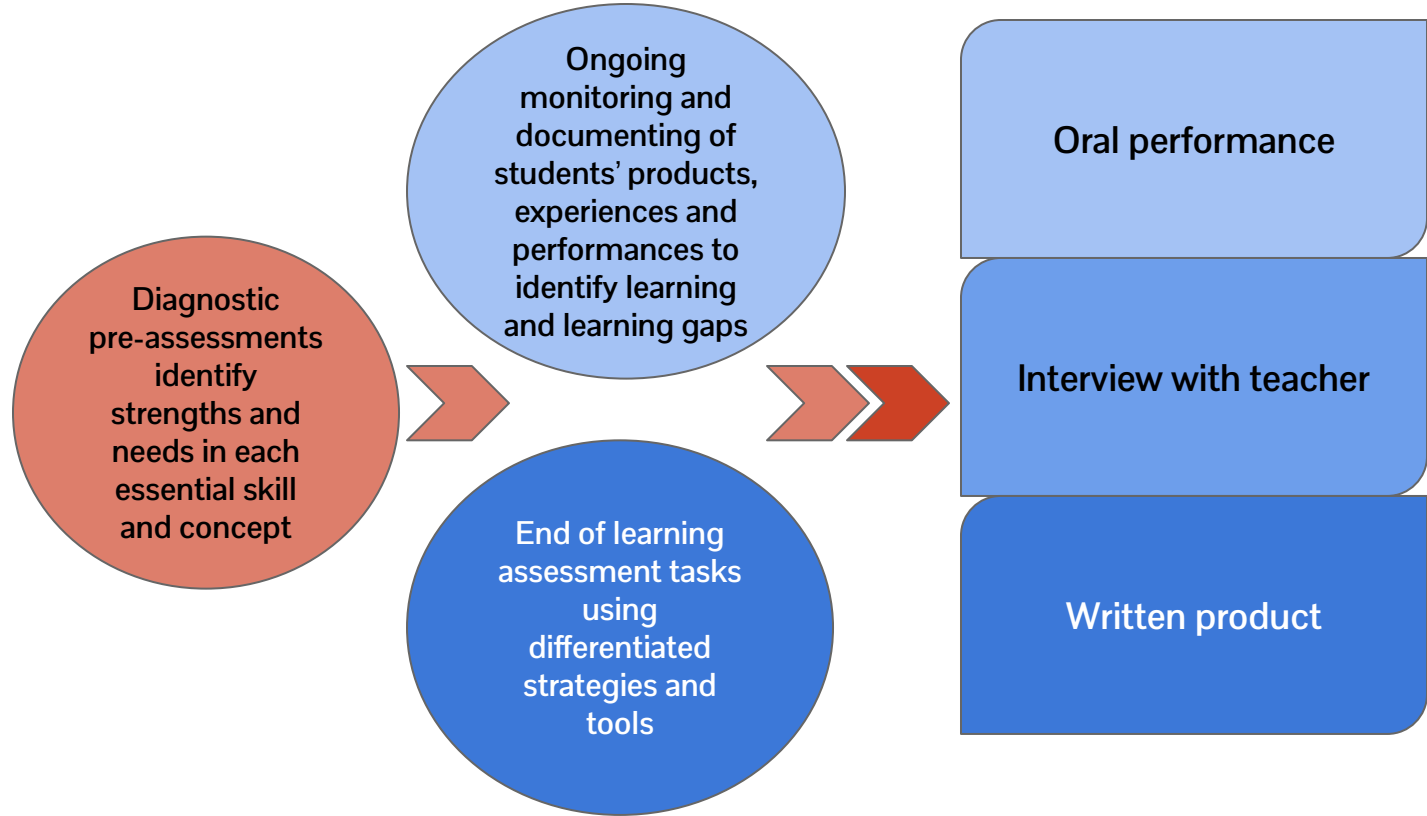 Diagnostic
pre-assessments
identify
strengths and
needs in each
essential skill
and concept
Ongoing
monitoring and
documenting of
students’ products,
experiences and
performances to
identify learning
and learning gaps
End of learning
assessment tasks
using
differentiated
strategies and
tools
Oral performance
Interview with teacher
Written product